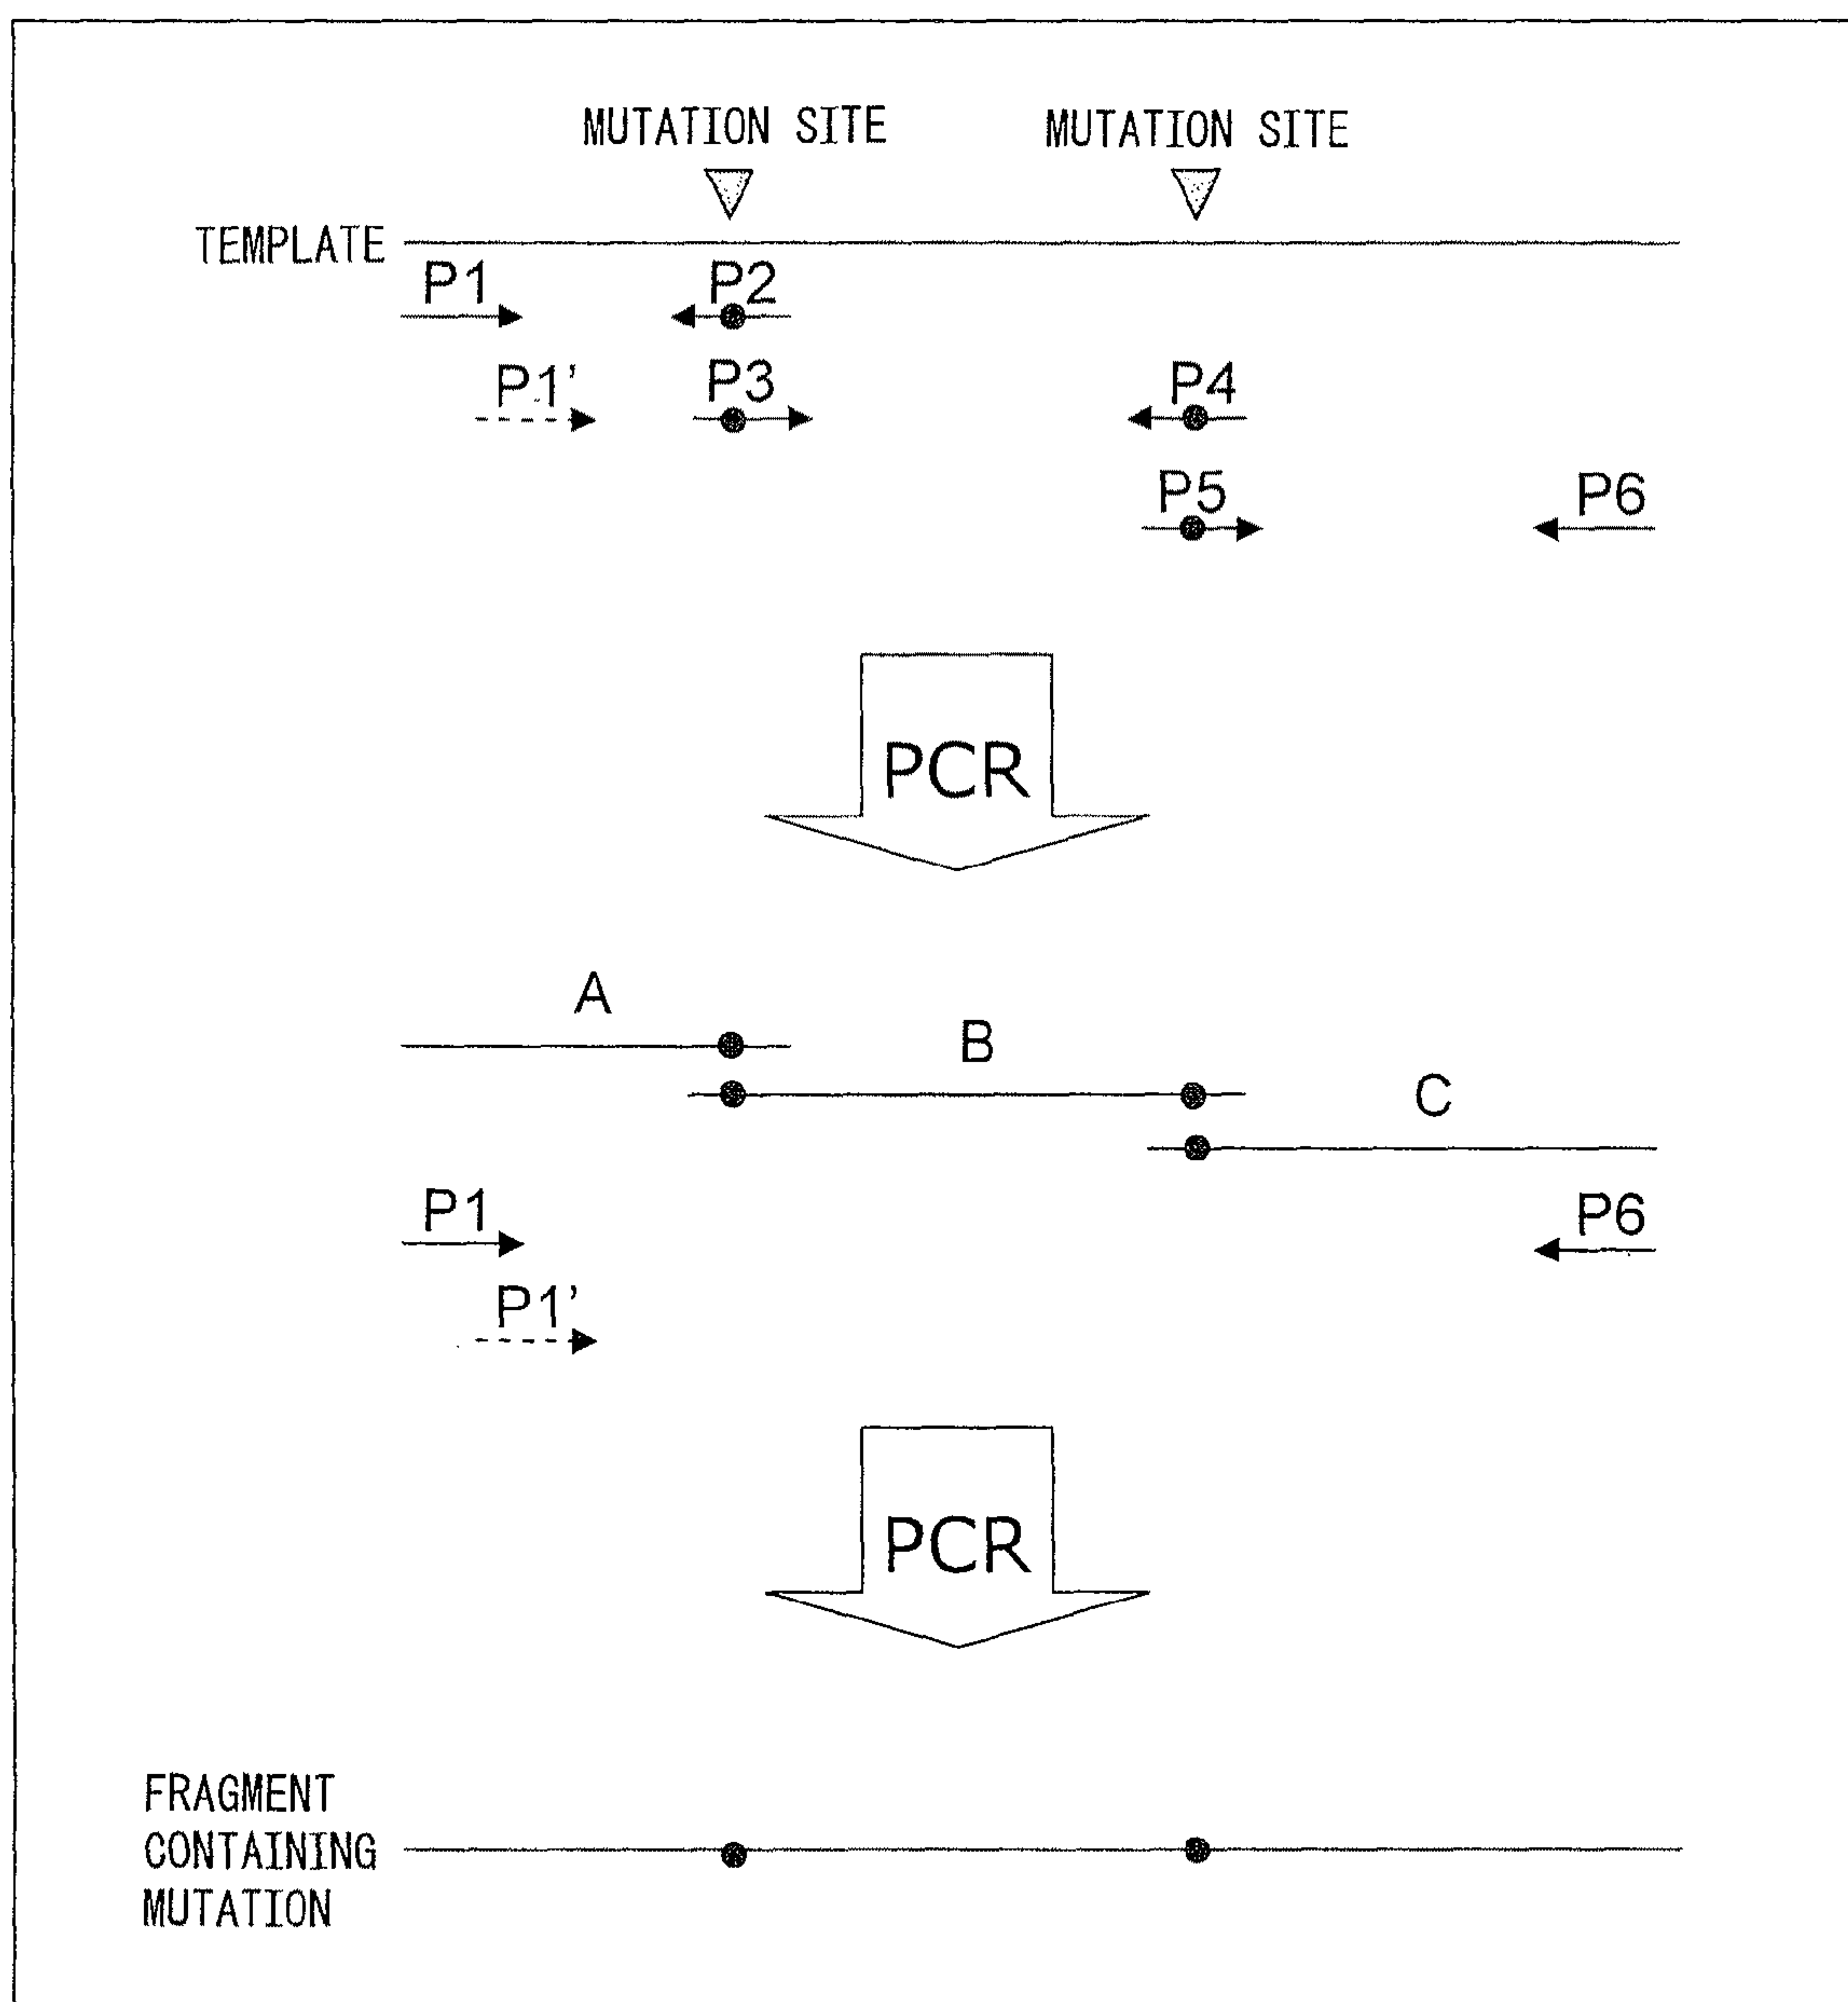 MUTATION SITE MUTATION SITE
TEMPLATE
P1 P2
P1' P3 P4
P5 P6
PCR
A
B
C
P1 P6
P1'
PCR
FRAGMENT
CONTAINING
MUTATION